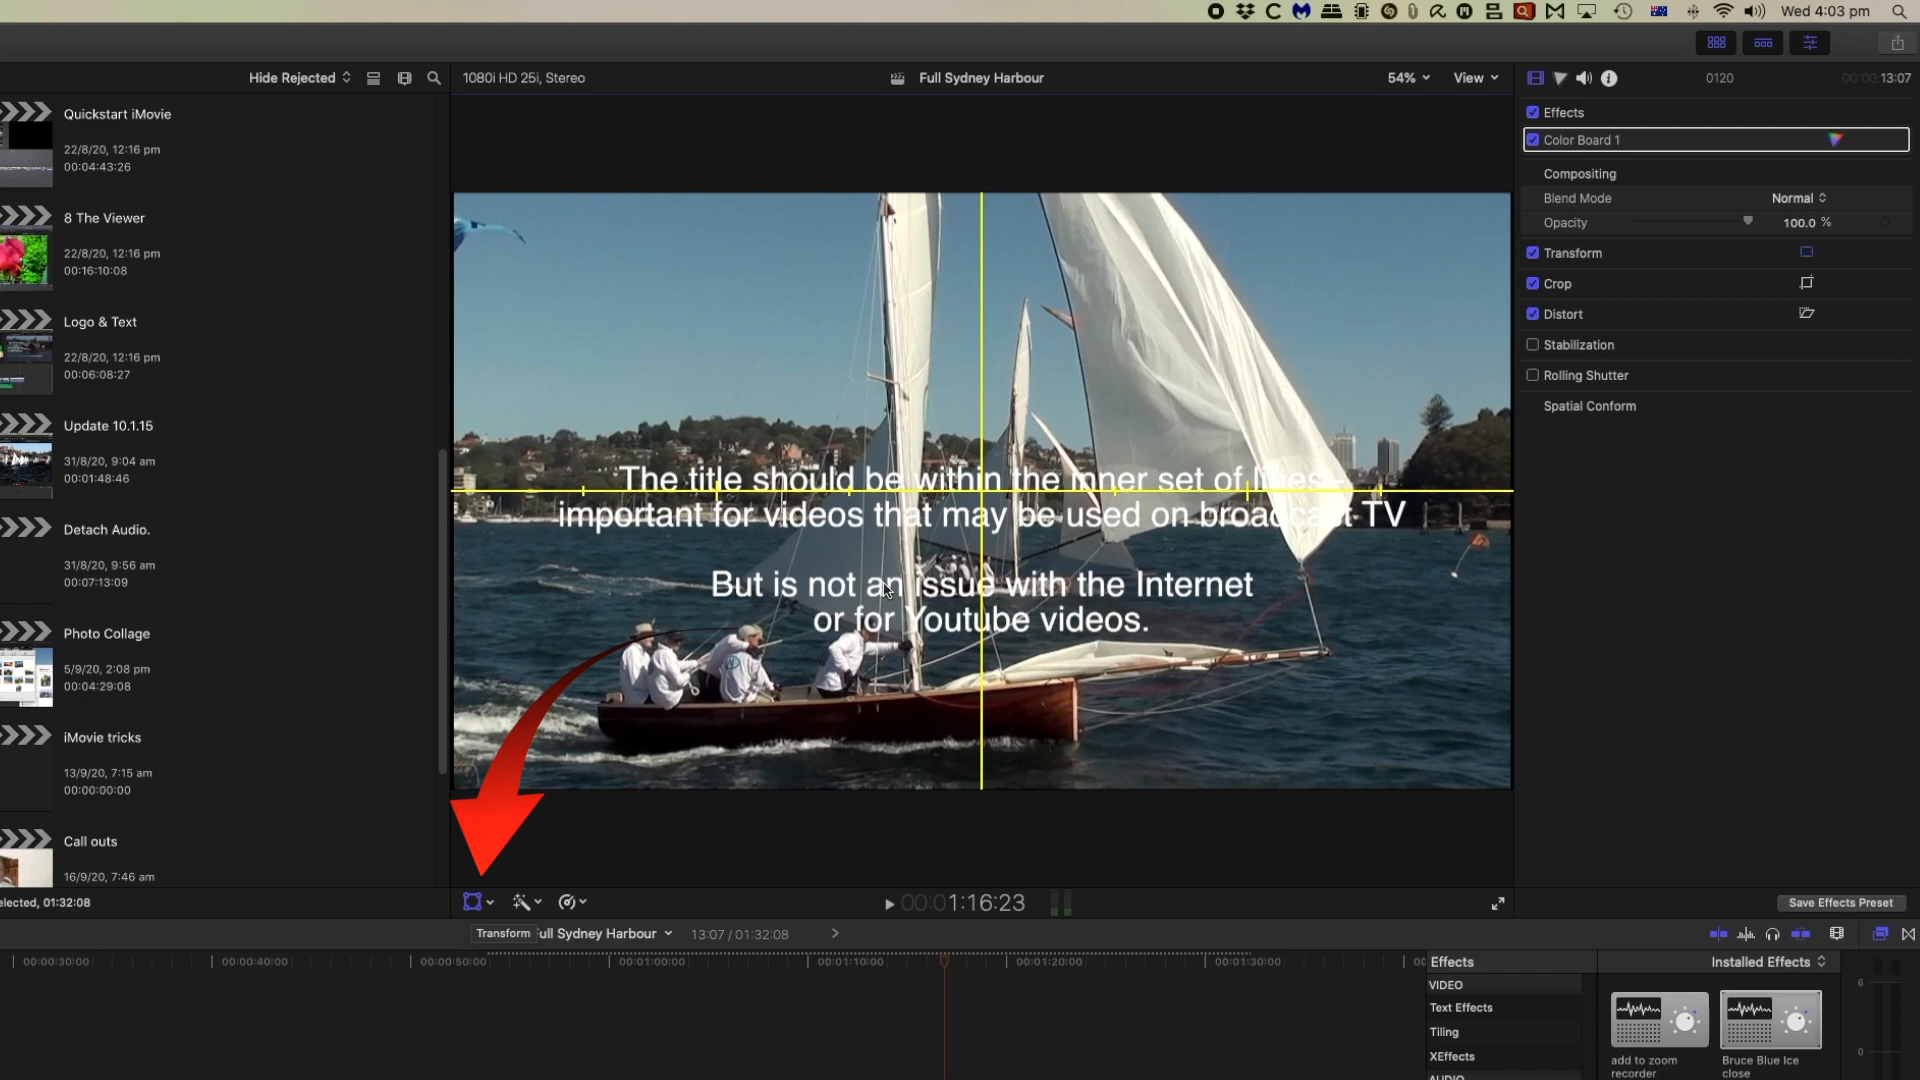 Wed 4:03 pm
Hide Rejected
1080i HD 25i, Stereo
Full Sydney Harbour
54%
View
0120
00:00:13:07
Quickstart iMovie
22/8/20, 12:16 pm
00:04:43:26
8 The Viewer
22/8/20, 12:16 pm
00:16:10:08
Logo & Text
22/8/20, 12:16 pm
00:06:08:27
Update 10.1.15
31/8/20, 9:04 am
00:01:48:46
Detach Audio.
31/8/20, 9:56 am
00:07:13:09
Photo Collage
5/9/20, 2:08 pm
00:04:29:08
iMovie tricks
13/9/20, 7:15 am
00:00:00:00
Call outs
16/9/20, 7:46 am
elected, 01:32:08
The title should be within the inner set of lines -
important for videos that may be used on broadcast TV
But is not an issue with the Internet
or for Youtube videos.
Effects
Color Board 1
Compositing
Blend Mode
Normal
Opacity
100.0 %
Transform
Crop
Distort
Stabilization
Rolling Shutter
Spatial Conform
00:01:16:23
Save Effects Preset
Transform
ull Sydney Harbour
13:07 / 01:32:08
00:00:30:00
00:00:40:00
00:00:50:00
00:01:00:00
00:01:10:00
00:01:20:00
00:01:30:00
00
Effects
Installed Effects
VIDEO
Text Effects
Tiling
XEffects
AUDIO
add to zoom
recorder
Bruce Blue Ice
close
6
0